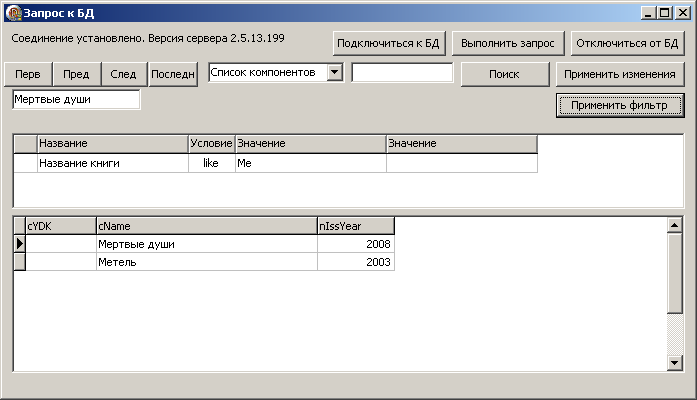 Запрос к БД
Соединение установлено. Версия сервера 2.5.13.199
Подключиться к БД
Выполнить запрос
Отключиться от БД
Перв
Пред
След
Последн
Список компонентов
Поиск
Применить изменения
Мертвые души
Применить фильтр
Название Условие Значение Значение
Название книги like Ме
cYDK cName nIssYear
Мертвые души 2008
Метель 2003